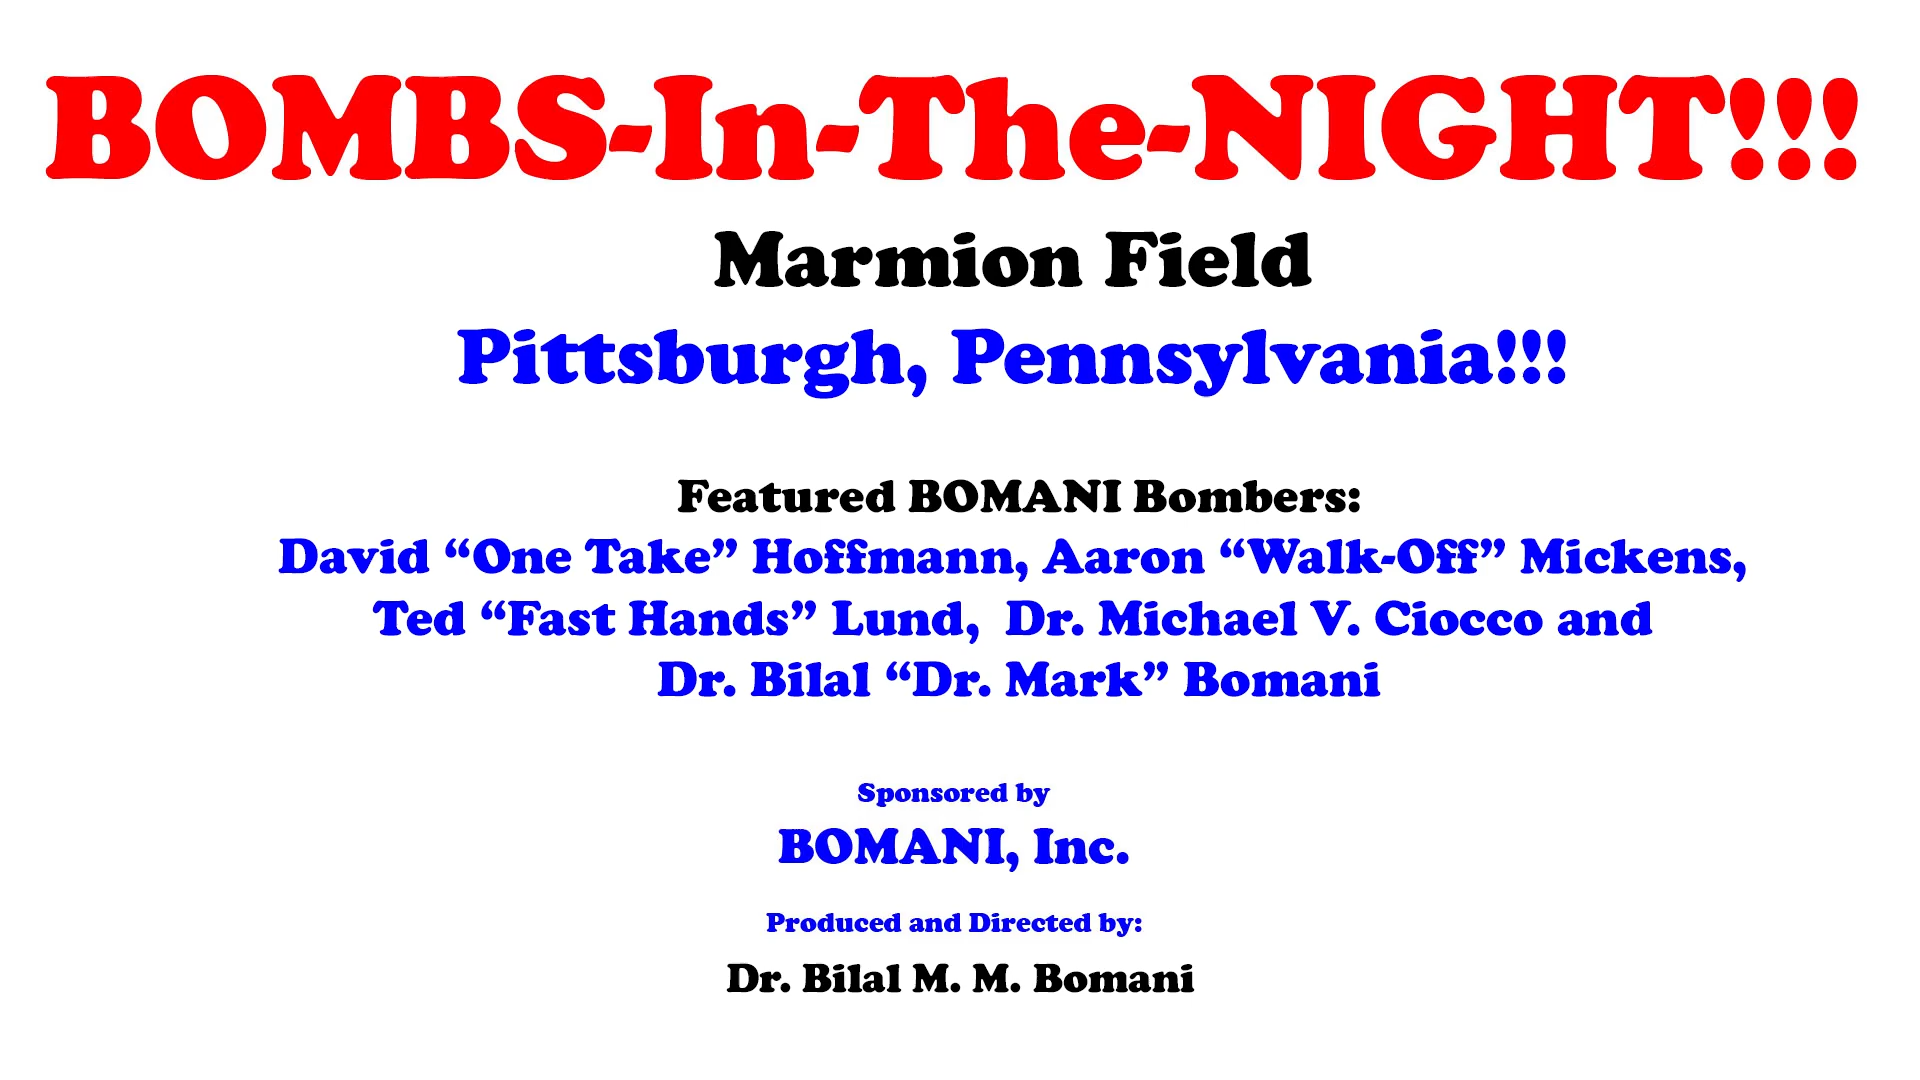 BOMBS-In-The-NIGHT!!!
Marmion Field
Pittsburgh, Pennsylvania!!!
Featured BOMANI Bombers:
David “One Take” Hoffmann, Aaron “Walk-Off” Mickens,
Ted “Fast Hands” Lund,  Dr. Michael V. Ciocco and
Dr. Bilal “Dr. Mark” Bomani
Sponsored by
BOMANI, Inc.
Produced and Directed by:
Dr. Bilal M. M. Bomani